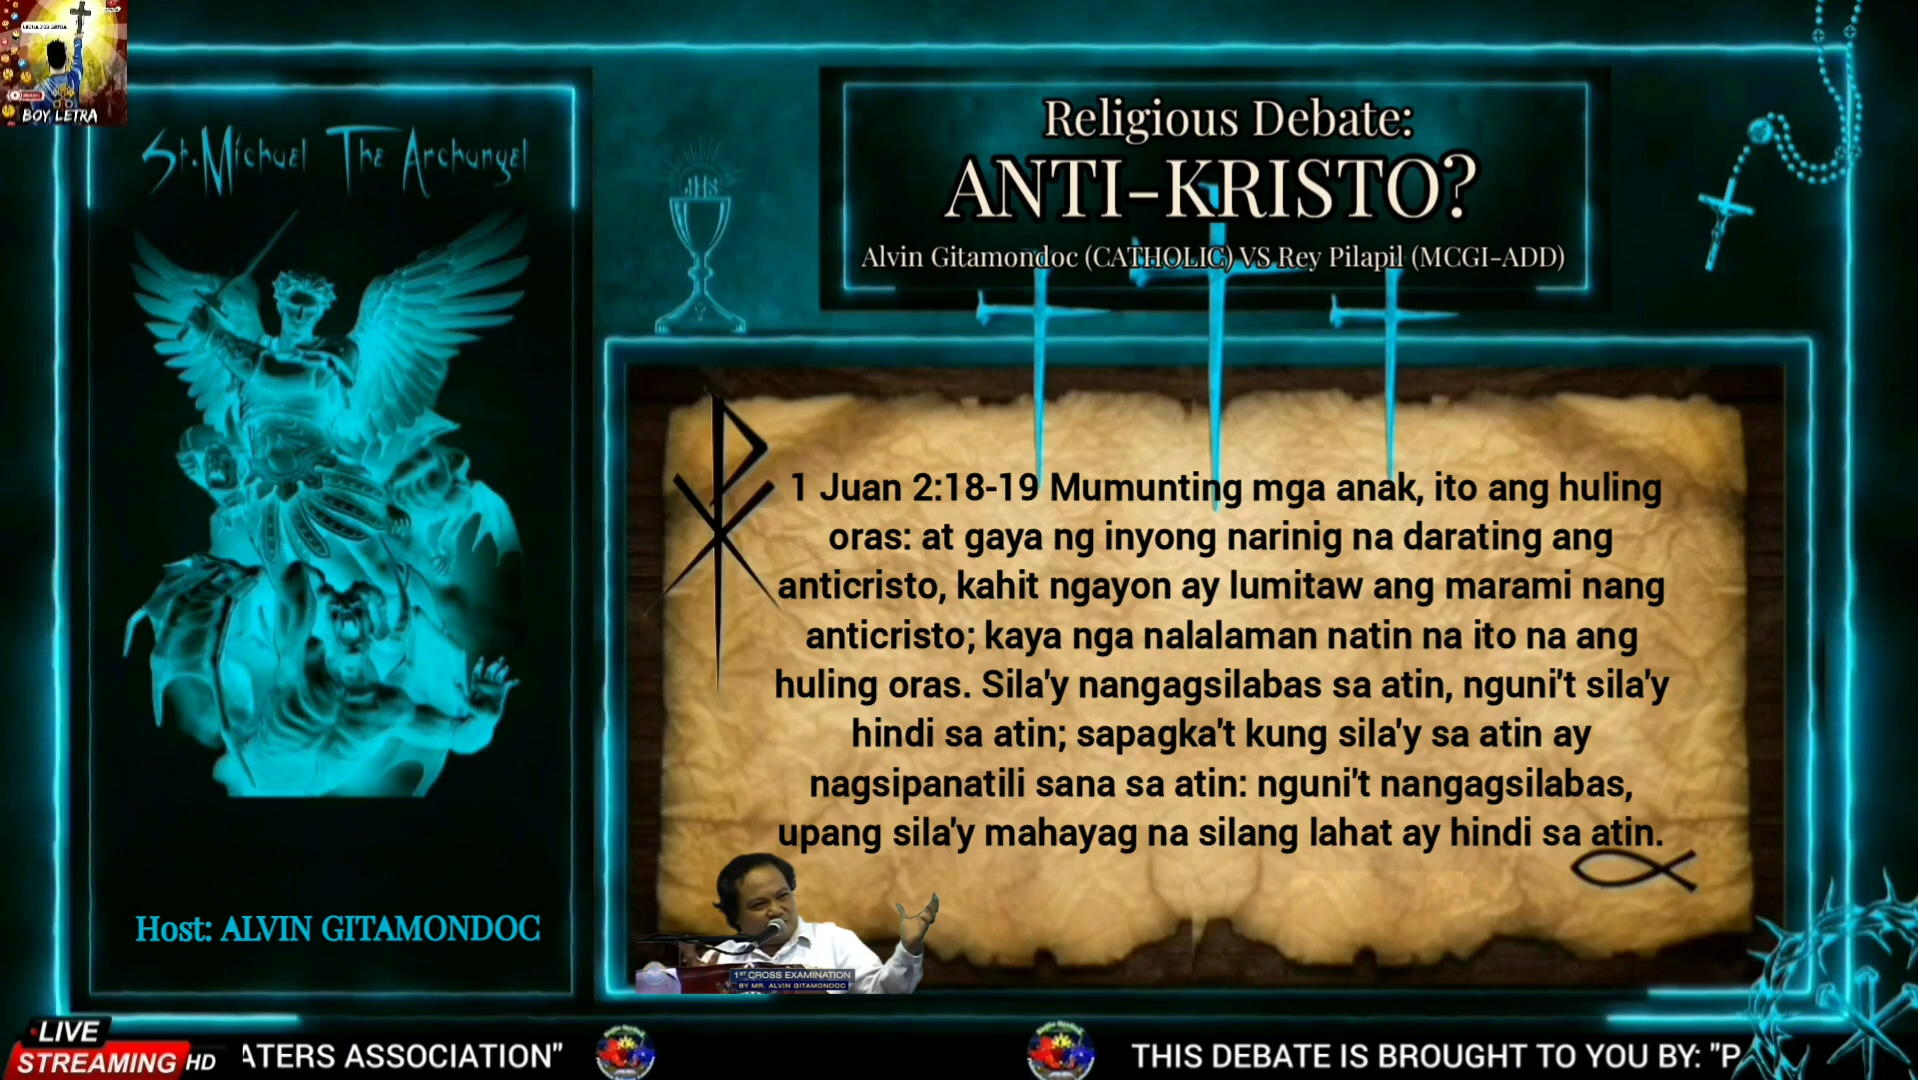 BOY LETRA
St. Michael The Archangel
Religious Debate:
ANTI-KRISTO?
Alvin Gitamondoc (CATHOLIC) VS Rey Pilapil (MCGI-ADD)
IHS
1 Juan 2:18-19 Mumunting mga anak, ito ang huling
oras: at gaya ng inyong narinig na darating ang
anticristo, kahit ngayon ay lumitaw ang marami nang
anticristo; kaya nga nalalaman natin na ito na ang
huling oras. Sila'y nangagsilabas sa atin, nguni't sila'y
hindi sa atin; sapagka't kung sila'y sa atin ay
nagsipanatili sana sa atin: nguni't nangagsilabas,
upang sila'y mahayag na silang lahat ay hindi sa atin.
Host: ALVIN GITAMONDOC
1ST CROSS EXAMINATION
BY MR. ALVIN GITAMONDOC
LIVE
STREAMING HD
ATERS ASSOCIATION"
THIS DEBATE IS BROUGHT TO YOU BY: "P